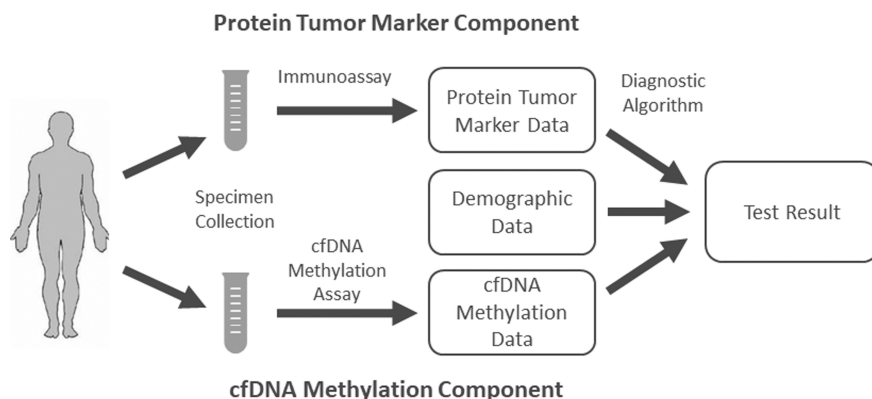 Protein Tumor Marker Component
Immunoassay
Protein Tumor
Marker Data
Diagnostic
Algorithm
Specimen
Collection
Demographic
Data
Test Result
cfDNA
Methylation
Assay
cfDNA
Methylation
Data
cfDNA Methylation Component